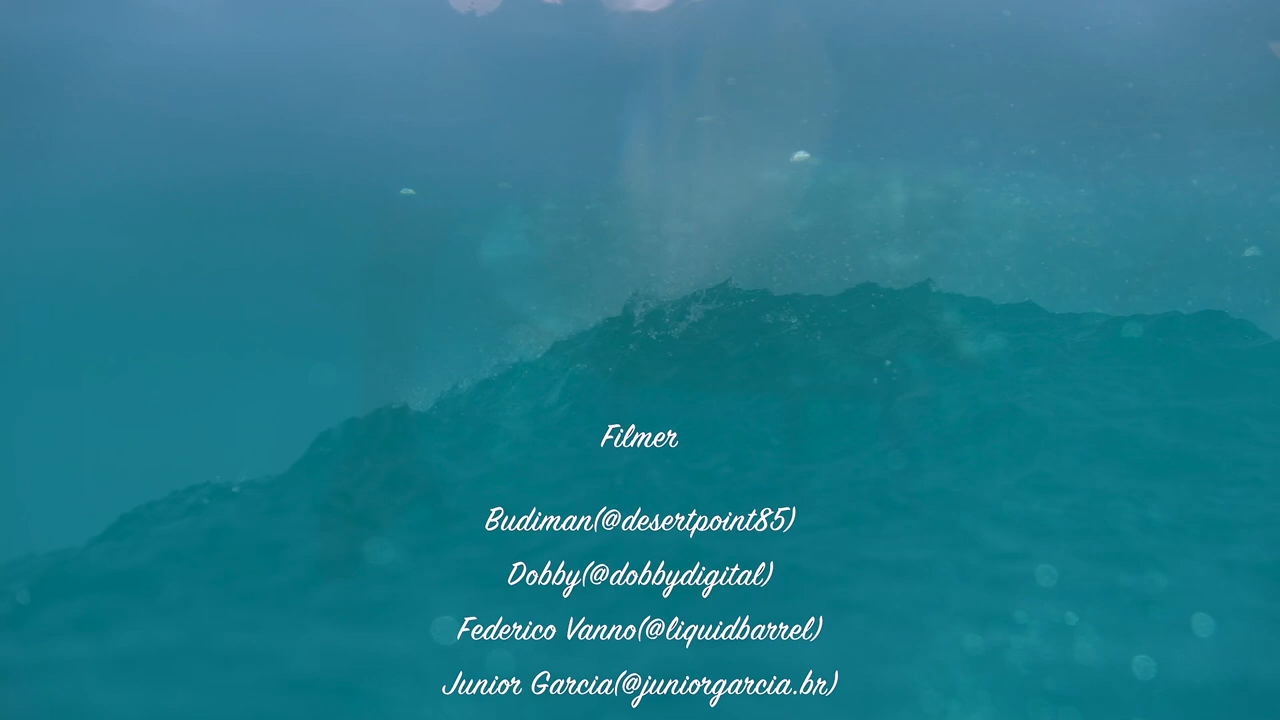 Filmer
Budiman(@desertpoint85)
Dobby(@dobbydigital)
Federico Vanno(@liquidbarrel)
Junior Garcia(@juniorgarcia.br)